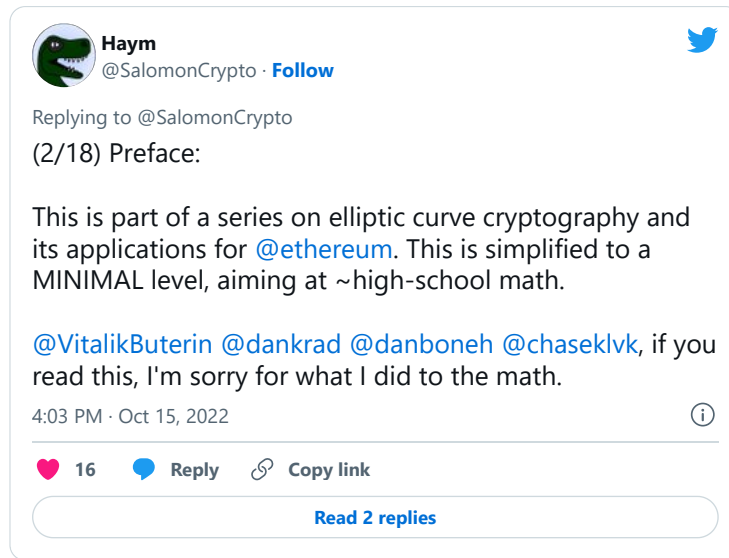 Haym
@SalomonCrypto · Follow
Replying to @SalomonCrypto
(2/18) Preface:
This is part of a series on elliptic curve cryptography and
its applications for @ethereum. This is simplified to a
MINIMAL level, aiming at ~high-school math.
@VitalikButerin @dankrad @danboneh @chaseklvk, if you
read this, I'm sorry for what I did to the math.
4:03 PM · Oct 15, 2022
16 Reply Copy link
Read 2 replies